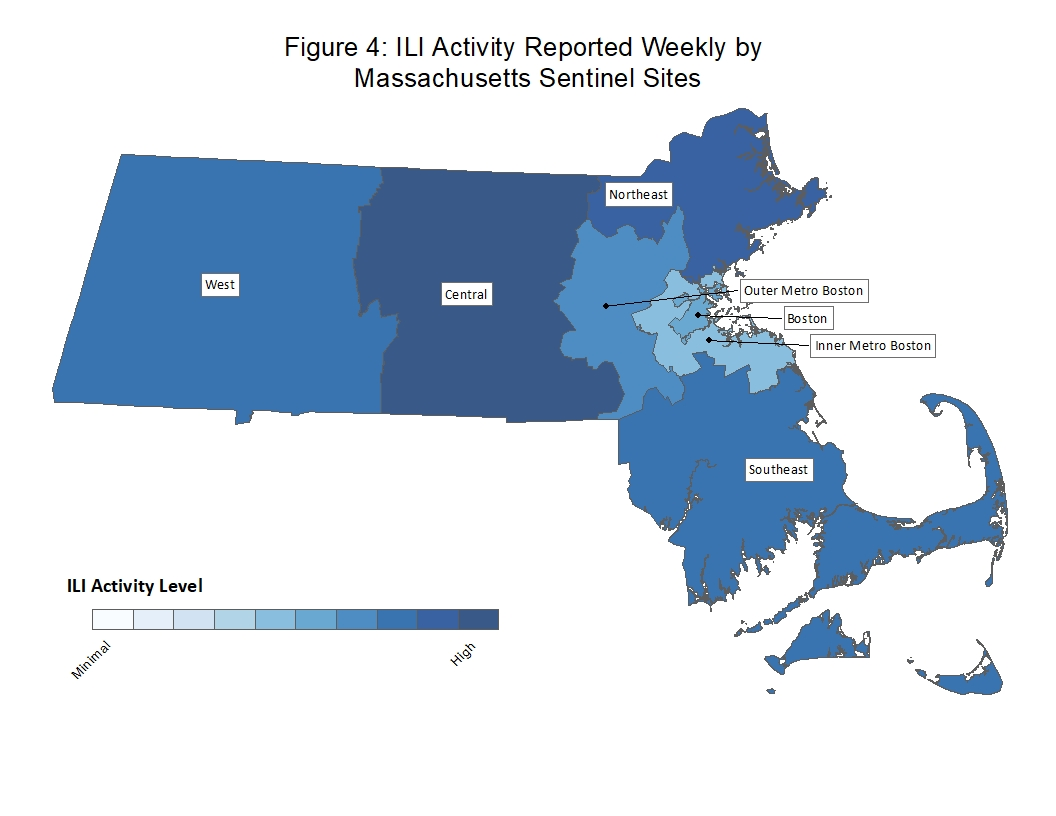 Figure 4: ILI Activity Reported Weekly by
Massachusetts Sentinel Sites
Northeast
West
Central
Outer Metro Boston
Boston
Inner Metro Boston
Southeast
ILI Activity Level
Minimal
High